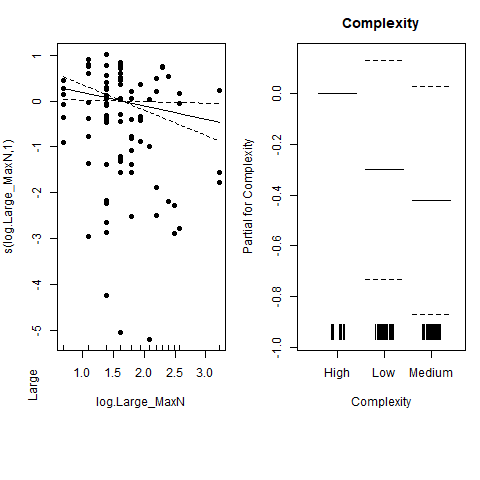 Complexity
s(log.Large_MaxN,1)
1
0
-1
-2
-3
-4
-5
1.0 1.5 2.0 2.5 3.0
log.Large_MaxN
Large
Partial for Complexity
0.0
-0.2
-0.4
-0.6
-0.8
-1.0
High Low Medium
Complexity